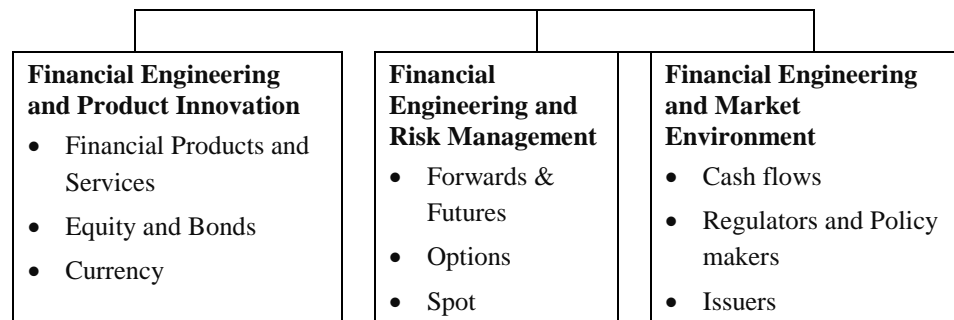 Financial Engineering
and Product Innovation
• Financial Products and
Services
• Equity and Bonds
• Currency
Financial
Engineering and
Risk Management
• Forwards &
Futures
• Options
• Spot
Financial Engineering
and Market
Environment
• Cash flows
• Regulators and Policy
makers
• Issuers